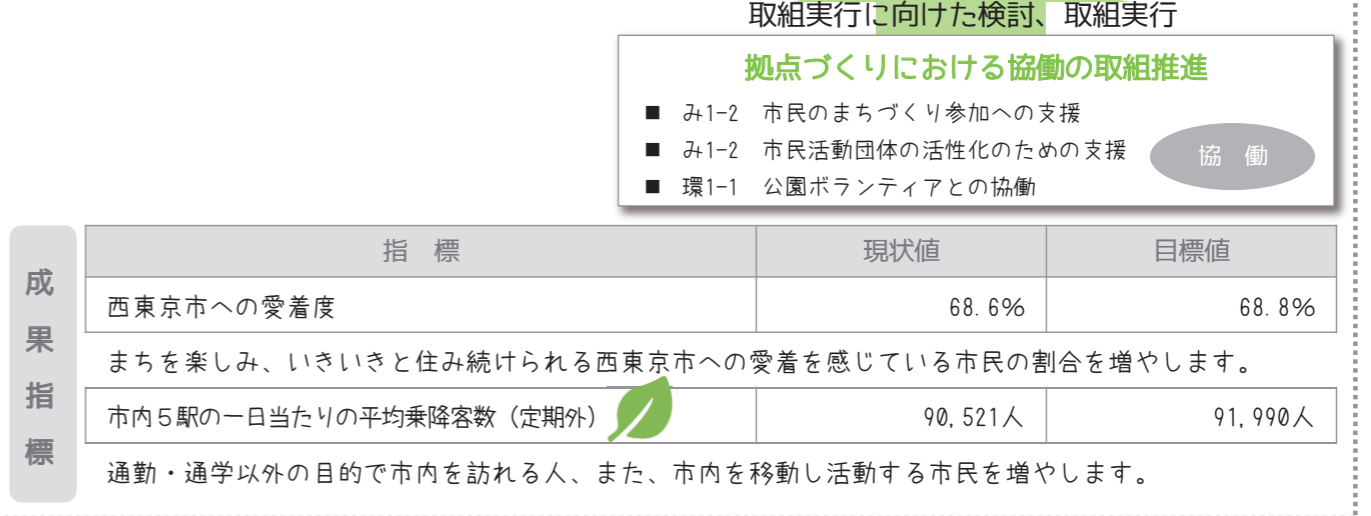 取組実行に向けた検討、取組実行
拠点づくりにおける協働の取組推進
■ み1-2 市民のまちづくり参加への支援
■ み1-2 市民活動団体の活性化のための支援
■ 環1-1 公園ボランティアとの協働
協 働
成果指標
指 標 現状値 目標値
西東京市への愛着度 68.6% 68.8%
まちを楽しみ、いきいきと住み続けられる西東京市への愛着を感じている市民の割合を増やします。
市内５駅の一日当たりの平均乗降客数（定期外） 90,521人 91,990人
通勤・通学以外の目的で市内を訪れる人、また、市内を移動し活動する市民を増やします。